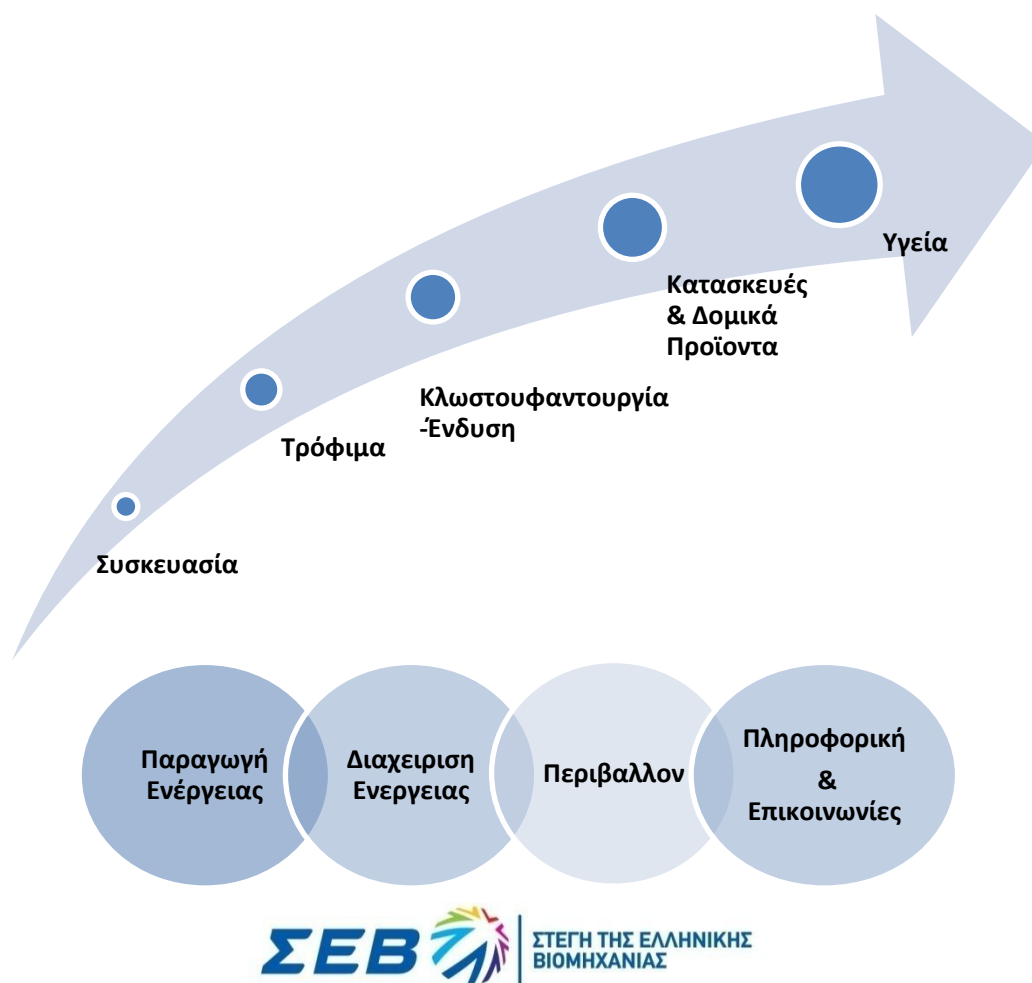 Υγεία
Κατασκευές
& Δομικά
Προϊοντα
Κλωστουφαντουργία
-Ένδυση
Τρόφιμα
Συσκευασία
Παραγωγή
Ενέργειας
Διαχειριση
Ενεργειας
Περιβαλλον
Πληροφορική
&
Επικοινωνίες
ΣΕΒ
ΣΤΕΓΗ ΤΗΣ ΕΛΛΗΝΙΚΗΣ
ΒΙΟΜΗΧΑΝΙΑΣ